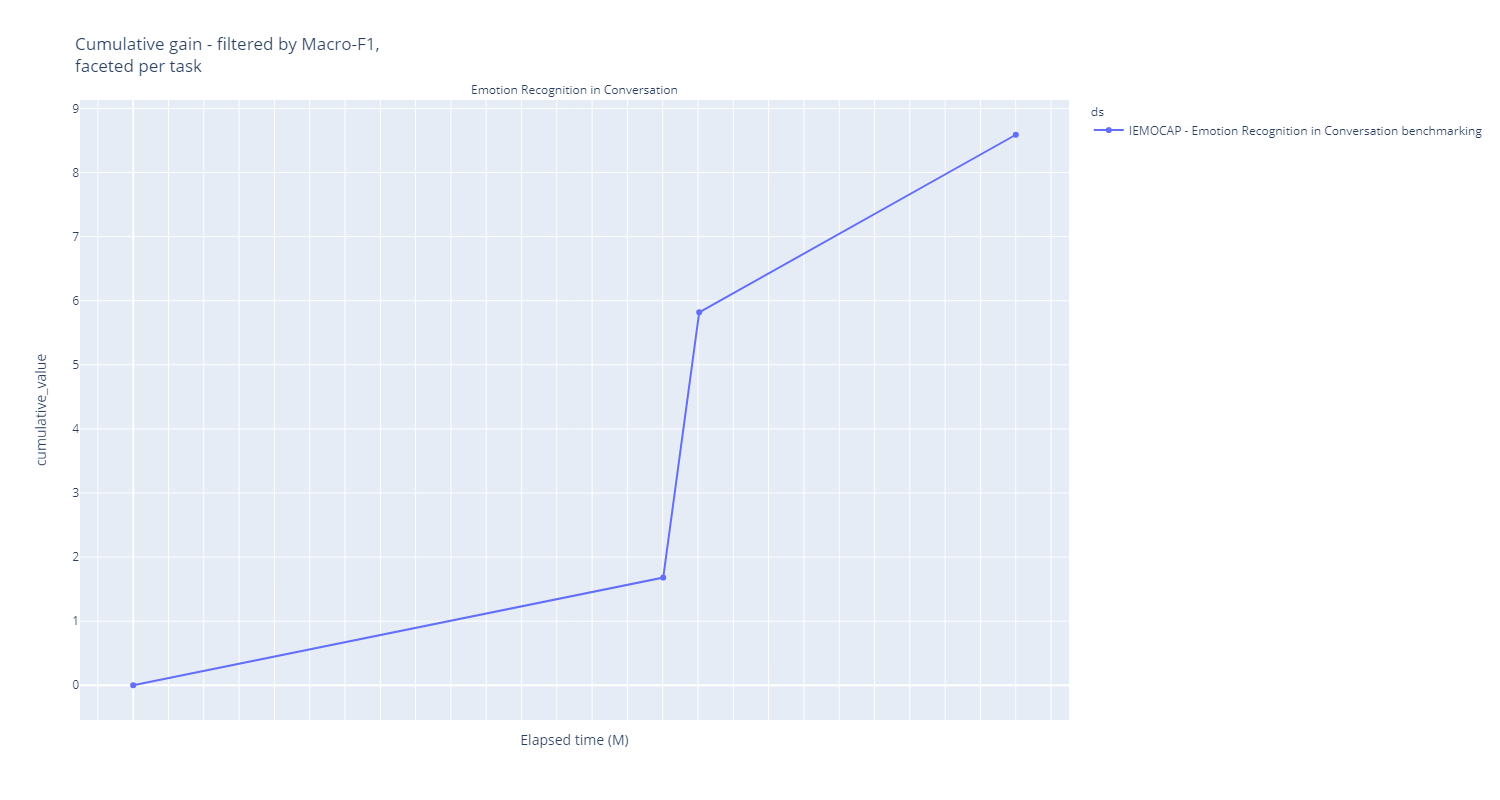 Cumulative gain - filtered by Macro-F1,
faceted per task
Emotion Recognition in Conversation
ds
IEMOCAP - Emotion Recognition in Conversation benchmarking
9
8
7
6
5
4
3
2
1
0
cumulative_value
Elapsed time (M)